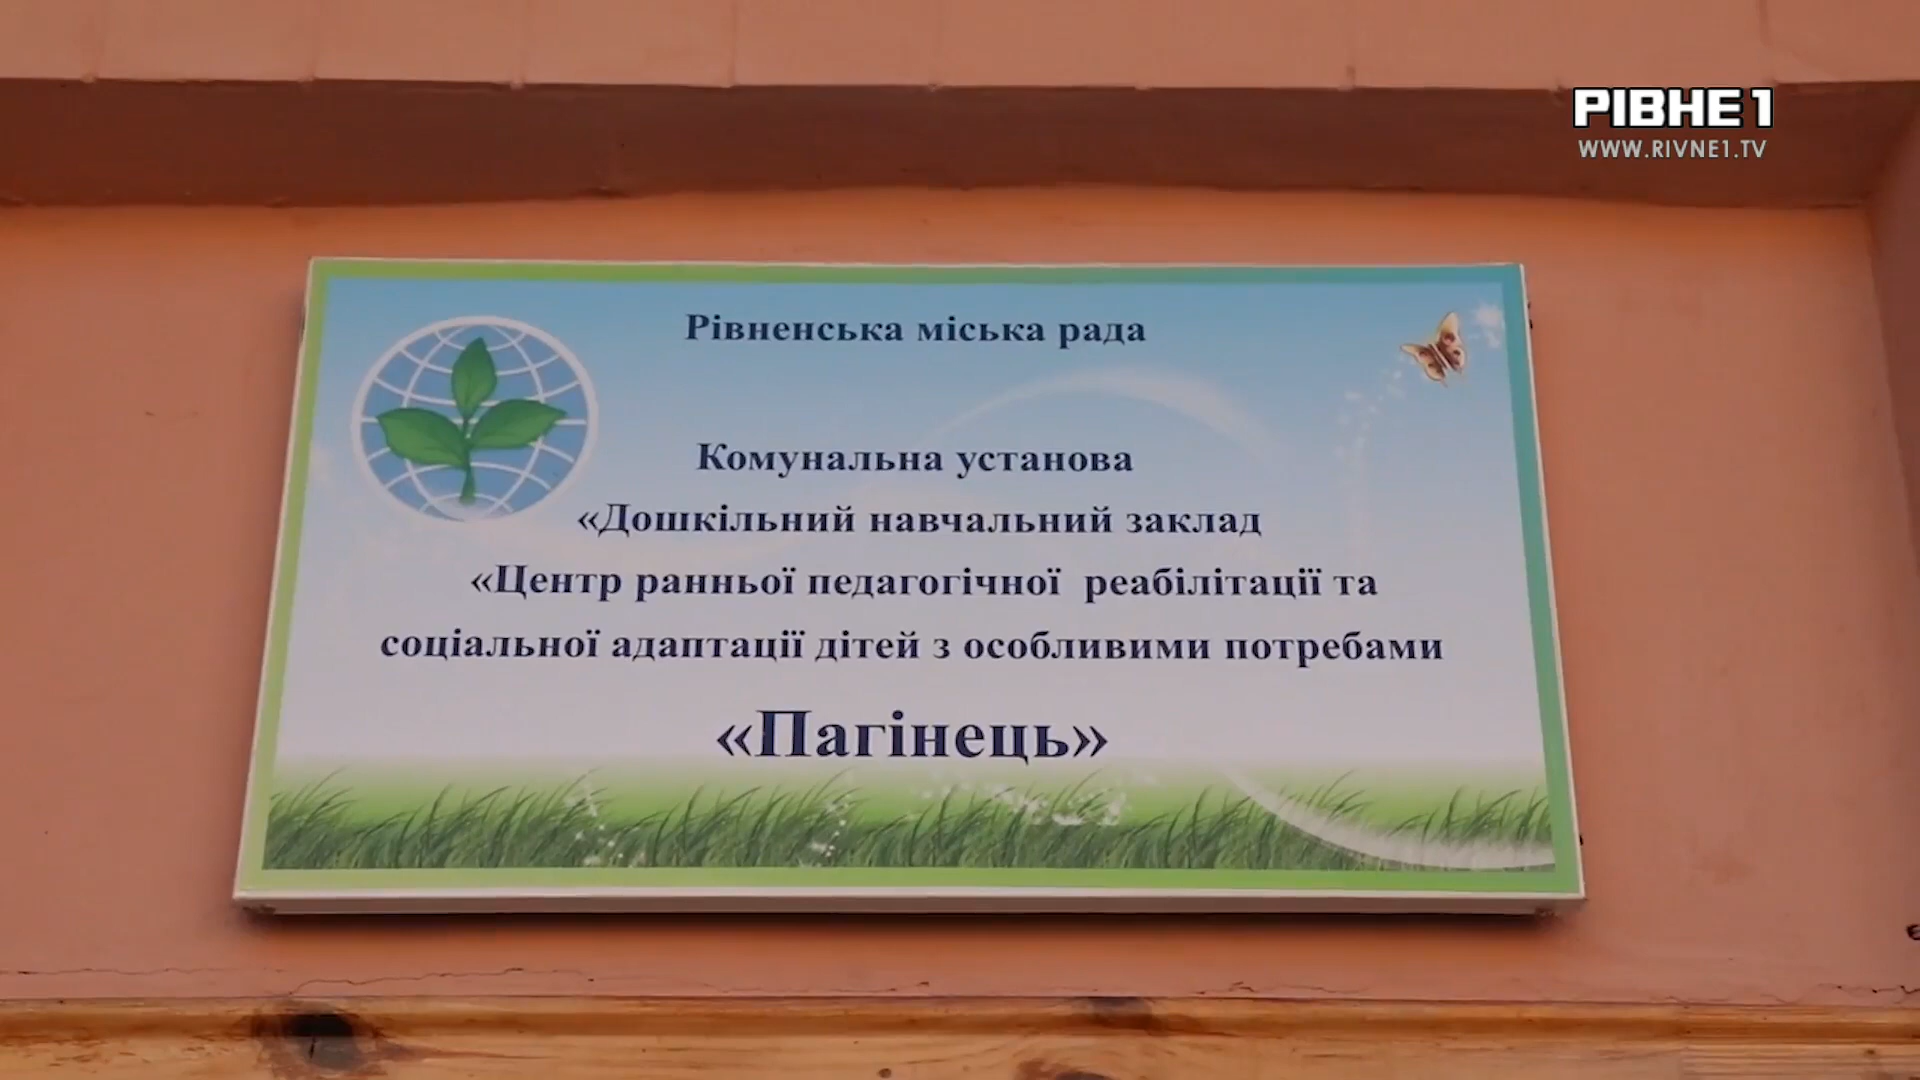 РІВНЕ 1
WWW.RIVNE1.TV
Рівненська міська рада
Комунальна установа
«Дошкільний навчальний заклад
«Центр ранньої педагогічної реабілітації та
соціальної адаптації дітей з особливими потребами
«Пагінець»